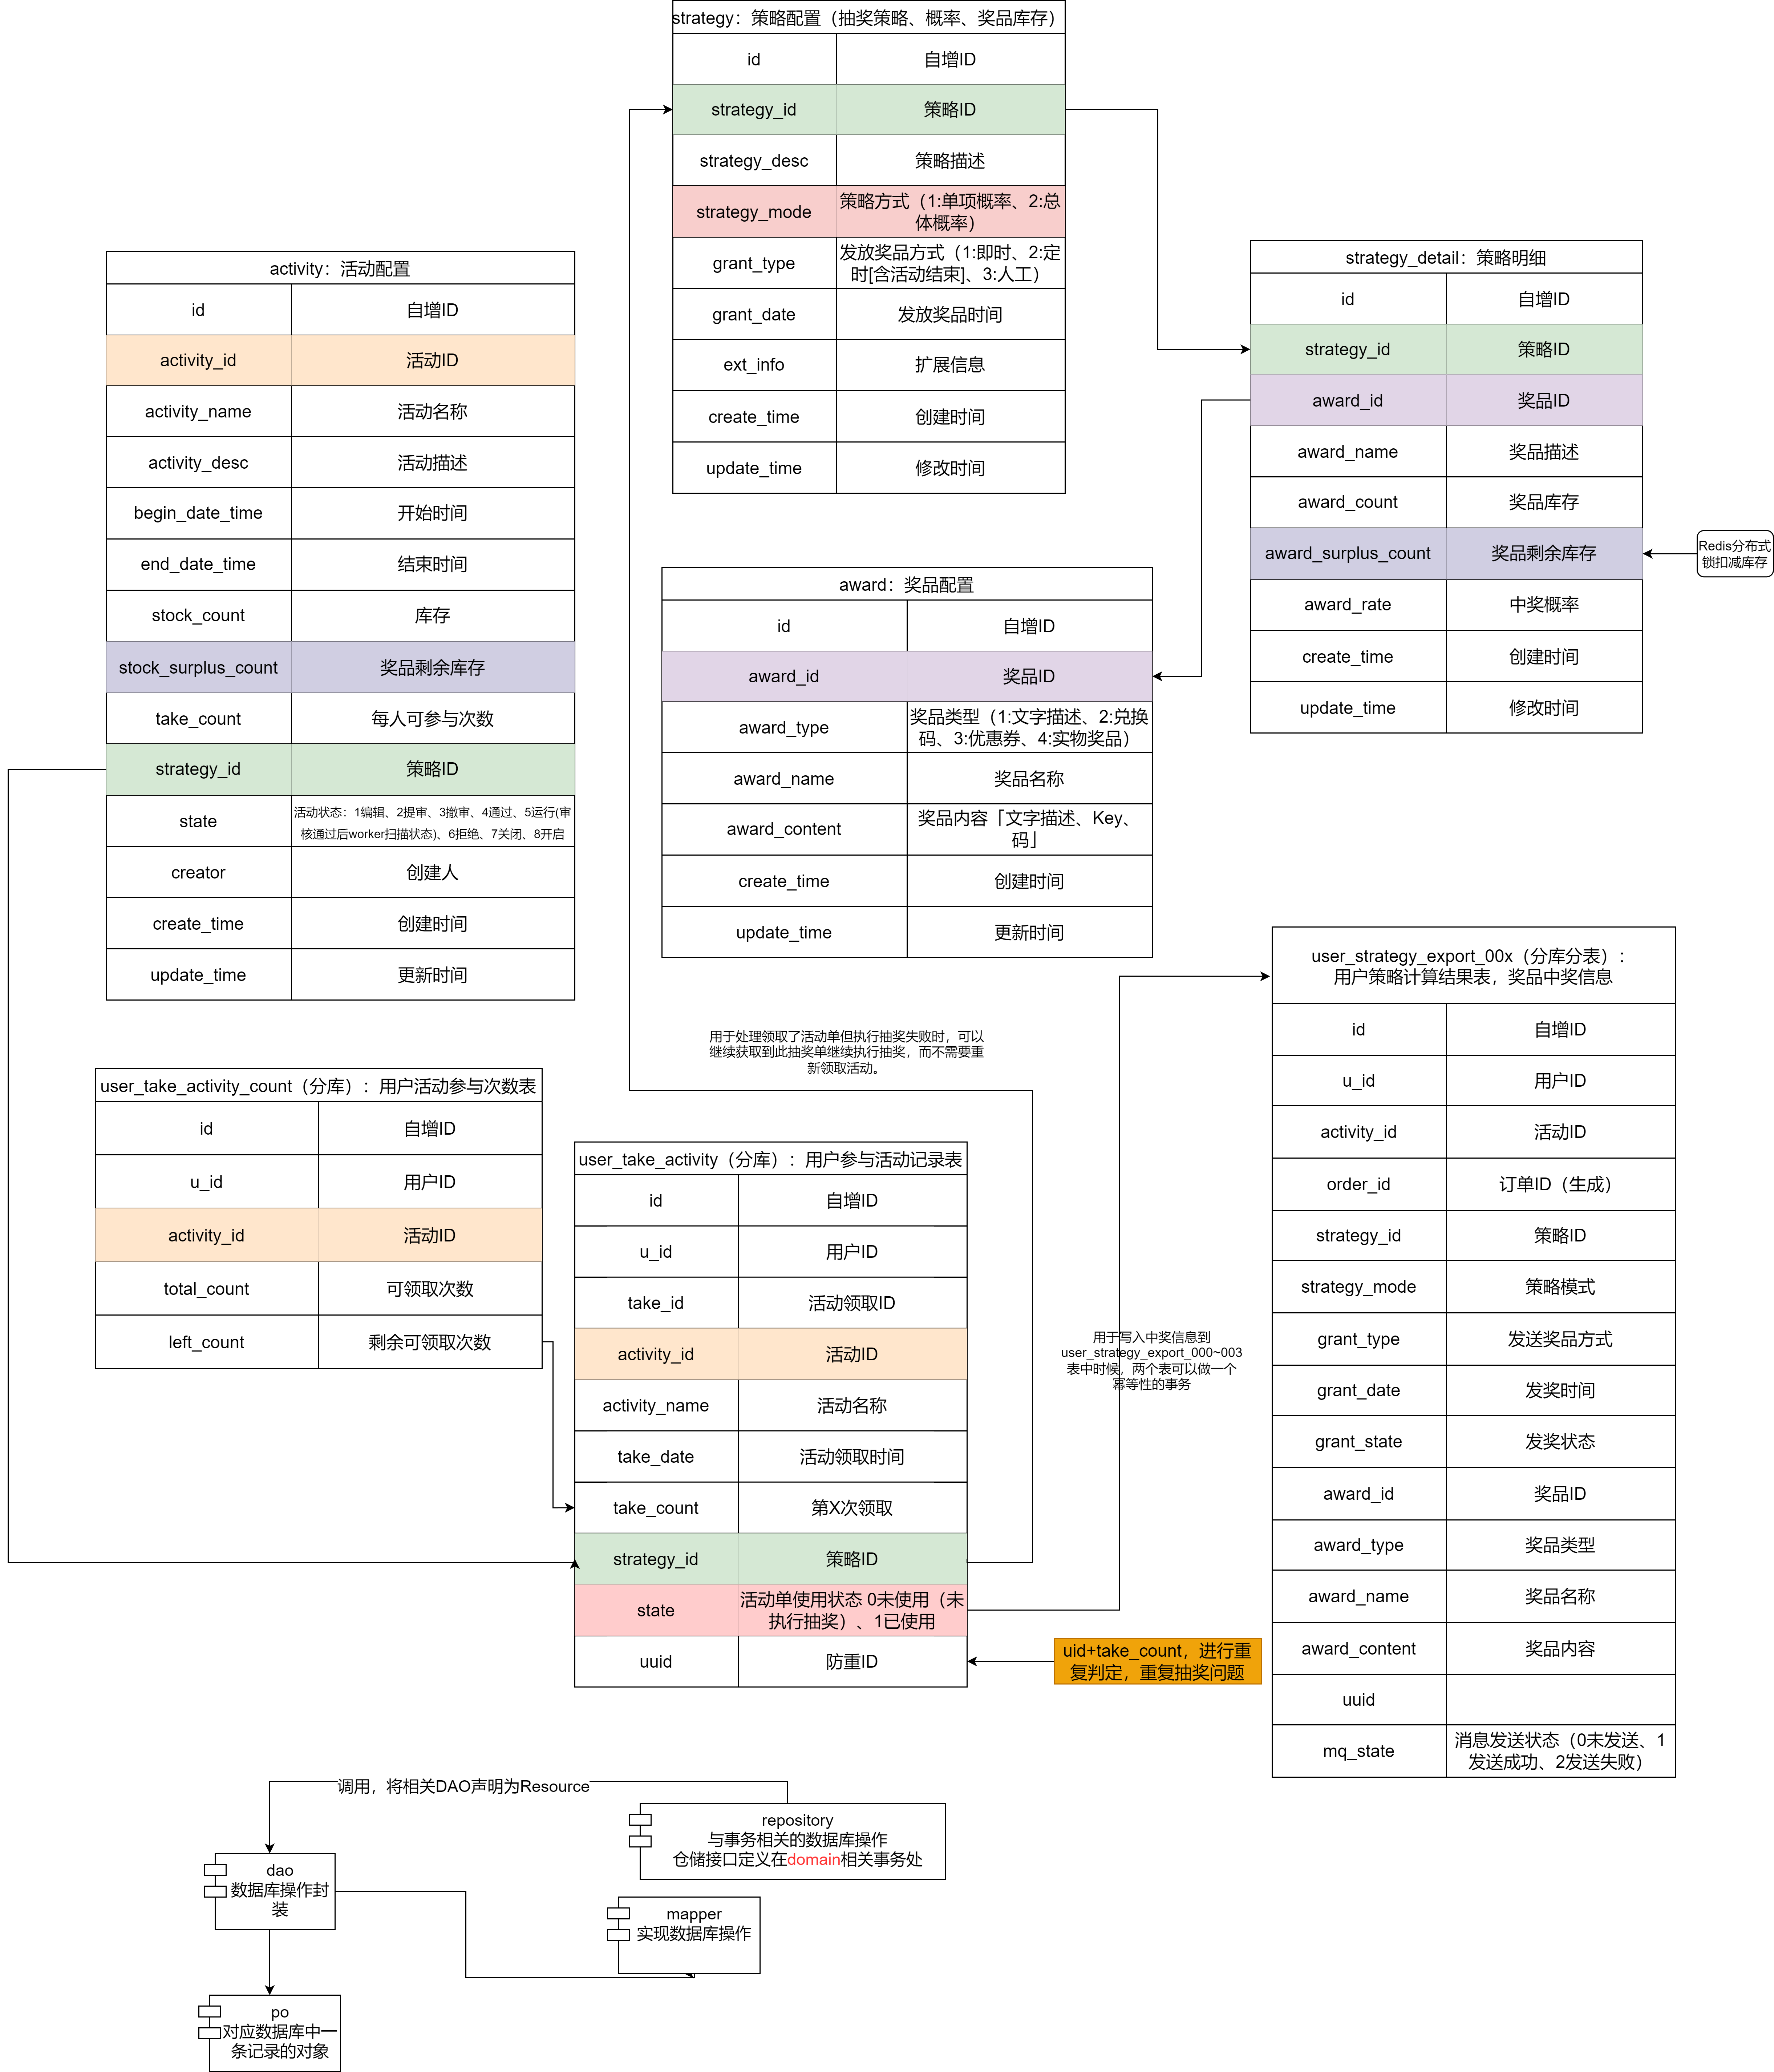 strategy：策略配置（抽奖策略、概率、奖品库存）
id
自增ID
strategy_id
策略ID
strategy_desc
策略描述
strategy_mode
策略方式（1:单项概率、2:总
体概率）
grant_type
发放奖品方式（1:即时、2:定
时[含活动结束]、3:人工）
grant_date
发放奖品时间
ext_info
扩展信息
create_time
创建时间
update_time
修改时间
activity：活动配置
id
自增ID
activity_id
活动ID
activity_name
活动名称
activity_desc
活动描述
begin_date_time
开始时间
end_date_time
结束时间
stock_count
库存
stock_surplus_count
奖品剩余库存
take_count
每人可参与次数
strategy_id
策略ID
state
活动状态：1编辑、2提审、3撤审、4通过、5运行(审
核通过后worker扫描状态)、6拒绝、7关闭、8开启
creator
创建人
create_time
创建时间
update_time
更新时间
strategy_detail：策略明细
id
自增ID
strategy_id
策略ID
award_id
奖品ID
award_name
奖品描述
award_count
奖品库存
award_surplus_count
奖品剩余库存
award_rate
中奖概率
create_time
创建时间
update_time
修改时间
Redis分布式
锁扣减库存
award：奖品配置
id
自增ID
award_id
奖品ID
award_type
奖品类型（1:文字描述、2:兑换
码、3:优惠券、4:实物奖品）
award_name
奖品名称
award_content
奖品内容「文字描述、Key、
码」
create_time
创建时间
update_time
更新时间
用于处理领取了活动单但执行抽奖失败时，可以
继续获取到此抽奖单继续执行抽奖，而不需要重
新领取活动。
user_take_activity_count（分库）：用户活动参与次数表
id
自增ID
u_id
用户ID
activity_id
活动ID
total_count
可领取次数
left_count
剩余可领取次数
user_take_activity（分库）：用户参与活动记录表
id
自增ID
u_id
用户ID
take_id
活动领取ID
activity_id
活动ID
activity_name
活动名称
take_date
活动领取时间
take_count
第X次领取
strategy_id
策略ID
state
活动单使用状态 0未使用（未
执行抽奖）、1已使用
uuid
防重ID
uid+take_count，进行重
复判定，重复抽奖问题
用于写入中奖信息到
user_strategy_export_000~003
表中时候，两个表可以做一个
幂等性的事务
user_strategy_export_00x（分库分表）：
用户策略计算结果表，奖品中奖信息
id
自增ID
u_id
用户ID
activity_id
活动ID
order_id
订单ID（生成）
strategy_id
策略ID
strategy_mode
策略模式
grant_type
发送奖品方式
grant_date
发奖时间
grant_state
发奖状态
award_id
奖品ID
award_type
奖品类型
award_name
奖品名称
award_content
奖品内容
uuid
mq_state
消息发送状态（0未发送、1
发送成功、2发送失败）
调用，将相关DAO声明为Resource
repository
与事务相关的数据库操作
仓储接口定义在domain相关事务处
dao
数据库操作封
装
mapper
实现数据库操作
po
对应数据库中一
条记录的对象